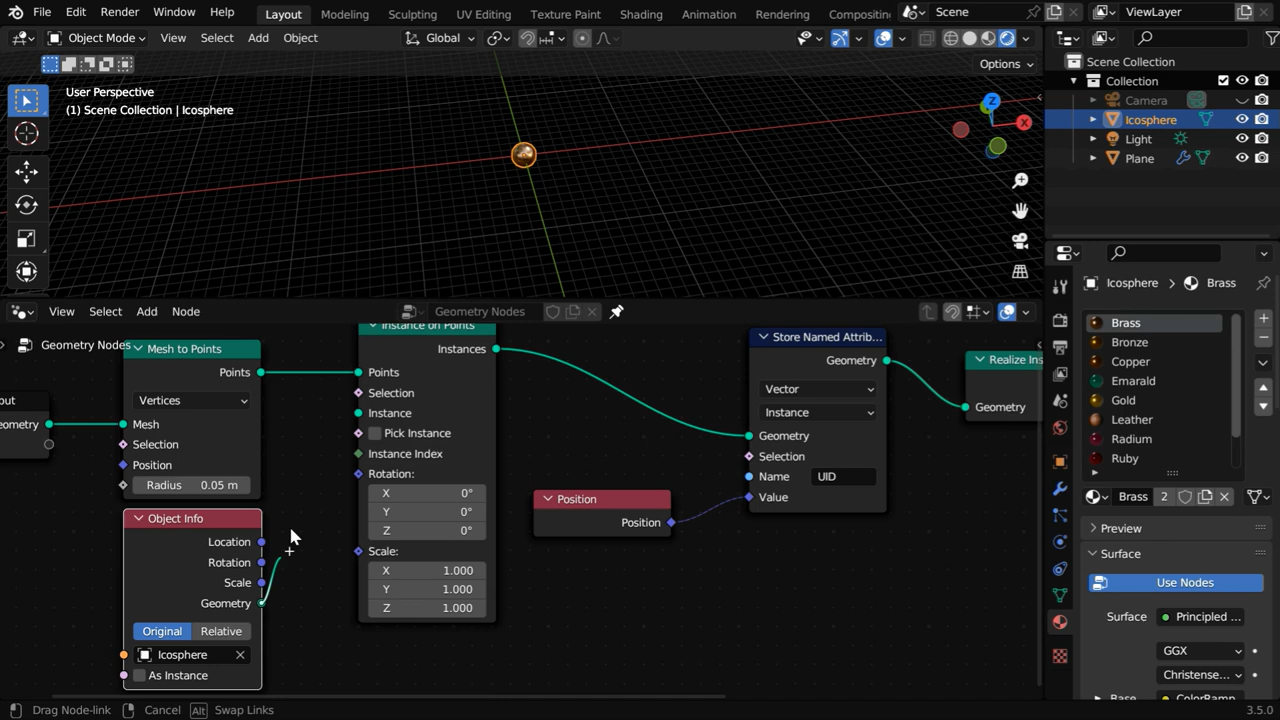 File Edit Render Window Help Layout Modeling Sculpting UV Editing Texture Paint Shading Animation Rendering Compositin Scene ViewLayer
Object Mode View Select Add Object Global
Options
User Perspective
(1) Scene Collection | Icosphere
Z
X
Scene Collection
Collection
Camera
Icosphere
Light
Plane
View Select Add Node Geometry Nodes
Geometry Nodes
Mesh to Points
Points
Vertices
Mesh
Selection
Position
Radius 0.05 m
put
eometry
Object Info
Location
Rotation
Scale
Geometry
Original Relative
Icosphere
As Instance
Instance on Points
Instances
Points
Selection
Instance
Pick Instance
Instance Index
Rotation:
X 0°
Y 0°
Z 0°
Scale:
X 1.000
Y 1.000
Z 1.000
Position
Position
Store Named Attrib...
Geometry
Vector
Instance
Geometry
Selection
Name UID
Value
Realize Ins
Geometry
Icosphere Brass
Brass
Bronze
Copper
Emarald
Gold
Leather
Radium
Ruby
Brass 2
Preview
Surface
Use Nodes
Surface Principled ...
GGX
Christense...
Base ColorRamp
Drag Node-link Cancel Alt Swap Links 3.5.0